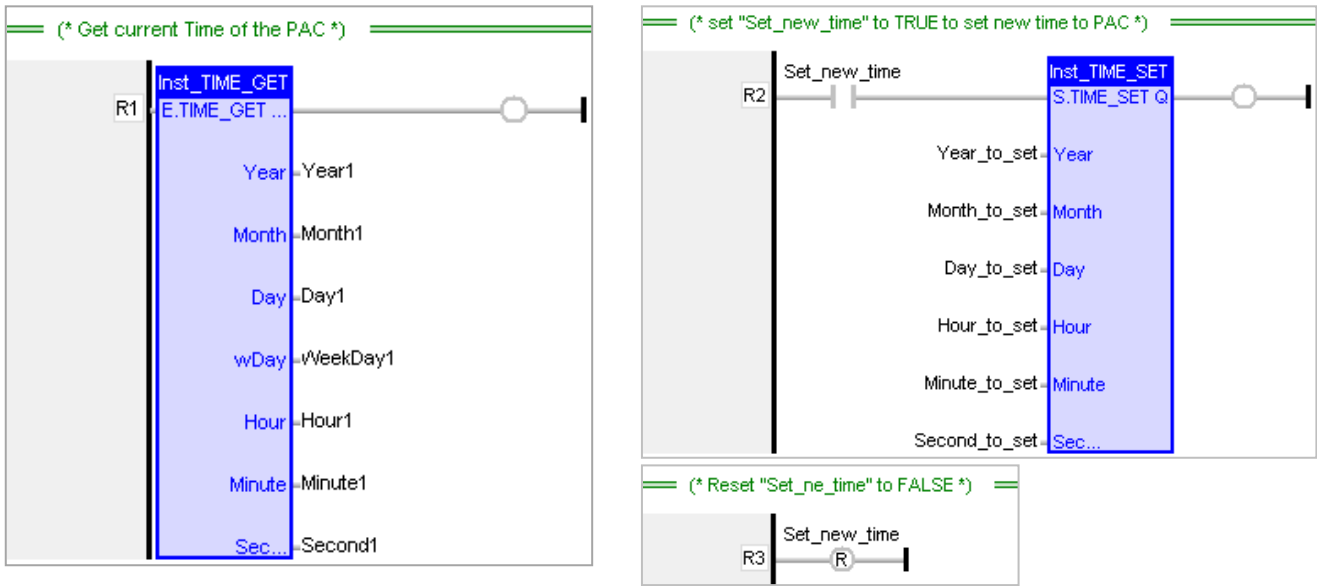 (* Get current Time of the PAC *)
Inst_TIME_GET
R1
E.TIME_GET ...
Year Year1
Month Month1
Day Day1
wDay WeekDay1
Hour Hour1
Minute Minute1
Sec... Second1
(* set "Set_new_time" to TRUE to set new time to PAC *)
Set_new_time Inst_TIME_SET
R2 S.TIME_SET Q
Year_to_set Year
Month_to_set Month
Day_to_set Day
Hour_to_set Hour
Minute_to_set Minute
Second_to_set Sec...
(* Reset "Set_ne_time" to FALSE *)
Set_new_time
R3 R